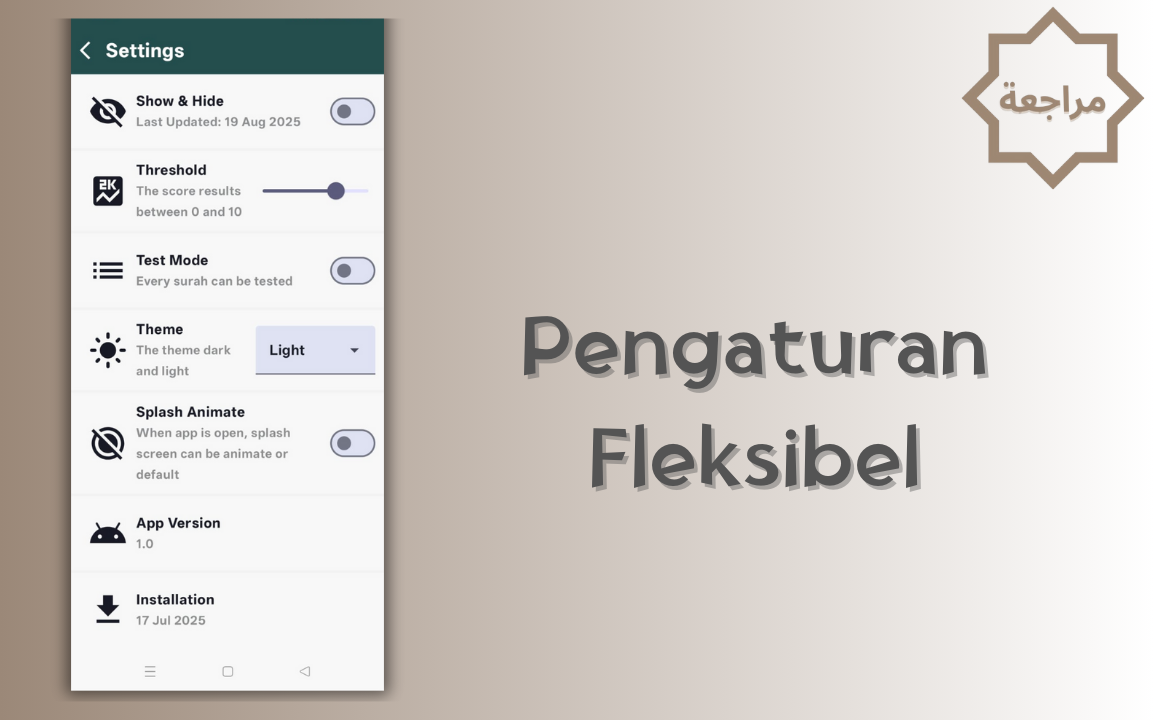 Settings
Show & Hide
Last Updated: 19 Aug 2025
2K
Threshold
The score results
between 0 and 10
Test Mode
Every surah can be tested
Theme
The theme dark
and light
Light
Splash Animate
When app is open, splash
screen can be animate or
default
App Version
1.0
Installation
17 Jul 2025
مراجعة
Pengaturan
Fleksibel